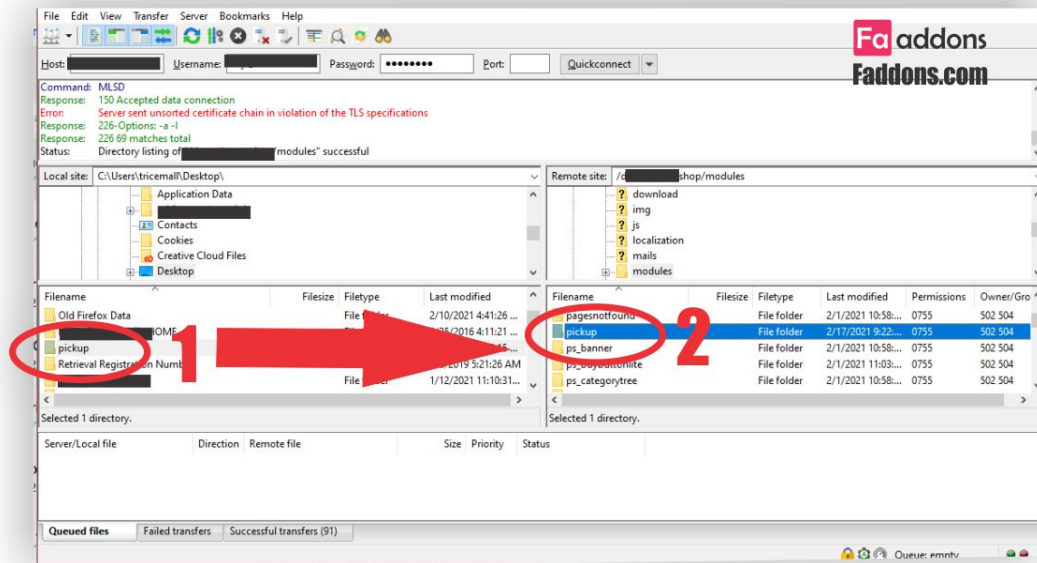 File Edit View Transfer Server Bookmarks Help
Fa addons
Faddons.com
Host: Username: Password: ●●●●●●●● Port: Quickconnect
Command: MLSD
Response: 150 Accepted data connection
Error: Server sent unsorted certificate chain in violation of the TLS specifications
Response: 226-Options: -a -l
Response: 226 69 matches total
Status: Directory listing of /modules" successful
Local site: C:\Users\tricemall\Desktop\
Application Data
Contacts
Cookies
Creative Cloud Files
Desktop
Remote site: /d shop/modules
download
img
js
localization
mails
modules
Filename Filesize Filetype Last modified
Old Firefox Data File folder 2/10/2021 4:41:26 ...
HOME 4:11:21 ...
pickup
Retrieval Registration Numb 5:21:26 AM
File 1/12/2021 11:10:31...
Selected 1 directory.
1
Filename Filesize Filetype Last modified Permissions Owner/Gro
pagesnotfound File folder 2/1/2021 10:58:... 0755 502 504
pickup File folder 2/17/2021 9:22:... 0755 502 504
ps_banner File folder 2/1/2021 10:58:... 0755 502 504
ps_buybuttonlite File folder 2/1/2021 11:03:... 0755 502 504
ps_categorytree File folder 2/1/2021 10:58:... 0755 502 504
Selected 1 directory.
2
Server/Local file Direction Remote file Size Priority Status
Queued files Failed transfers Successful transfers (91)
Queue: empty